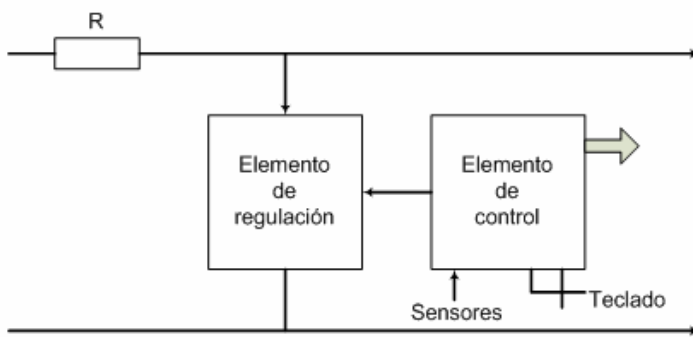 R
Elemento
de
regulación
Elemento
de
control
Sensores
Teclado